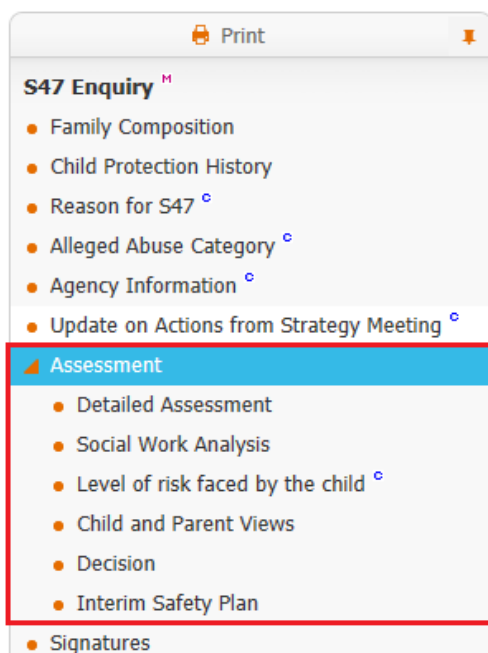 Print
S47 Enquiry M
Family Composition
Child Protection History
Reason for S47 C
Alleged Abuse Category C
Agency Information C
Update on Actions from Strategy Meeting C
Assessment
Detailed Assessment
Social Work Analysis
Level of risk faced by the child C
Child and Parent Views
Decision
Interim Safety Plan
Signatures